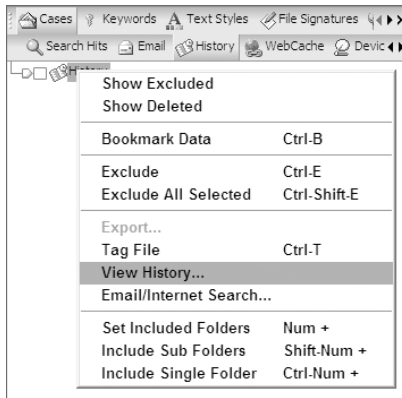 Cases Keywords Text Styles File Signatures
Search Hits Email History WebCache Devic
History
Show Excluded
Show Deleted
Bookmark Data Ctrl-B
Exclude Ctrl-E
Exclude All Selected Ctrl-Shift-E
Export...
Tag File Ctrl-T
View History...
Email/Internet Search...
Set Included Folders Num +
Include Sub Folders Shift-Num +
Include Single Folder Ctrl-Num +